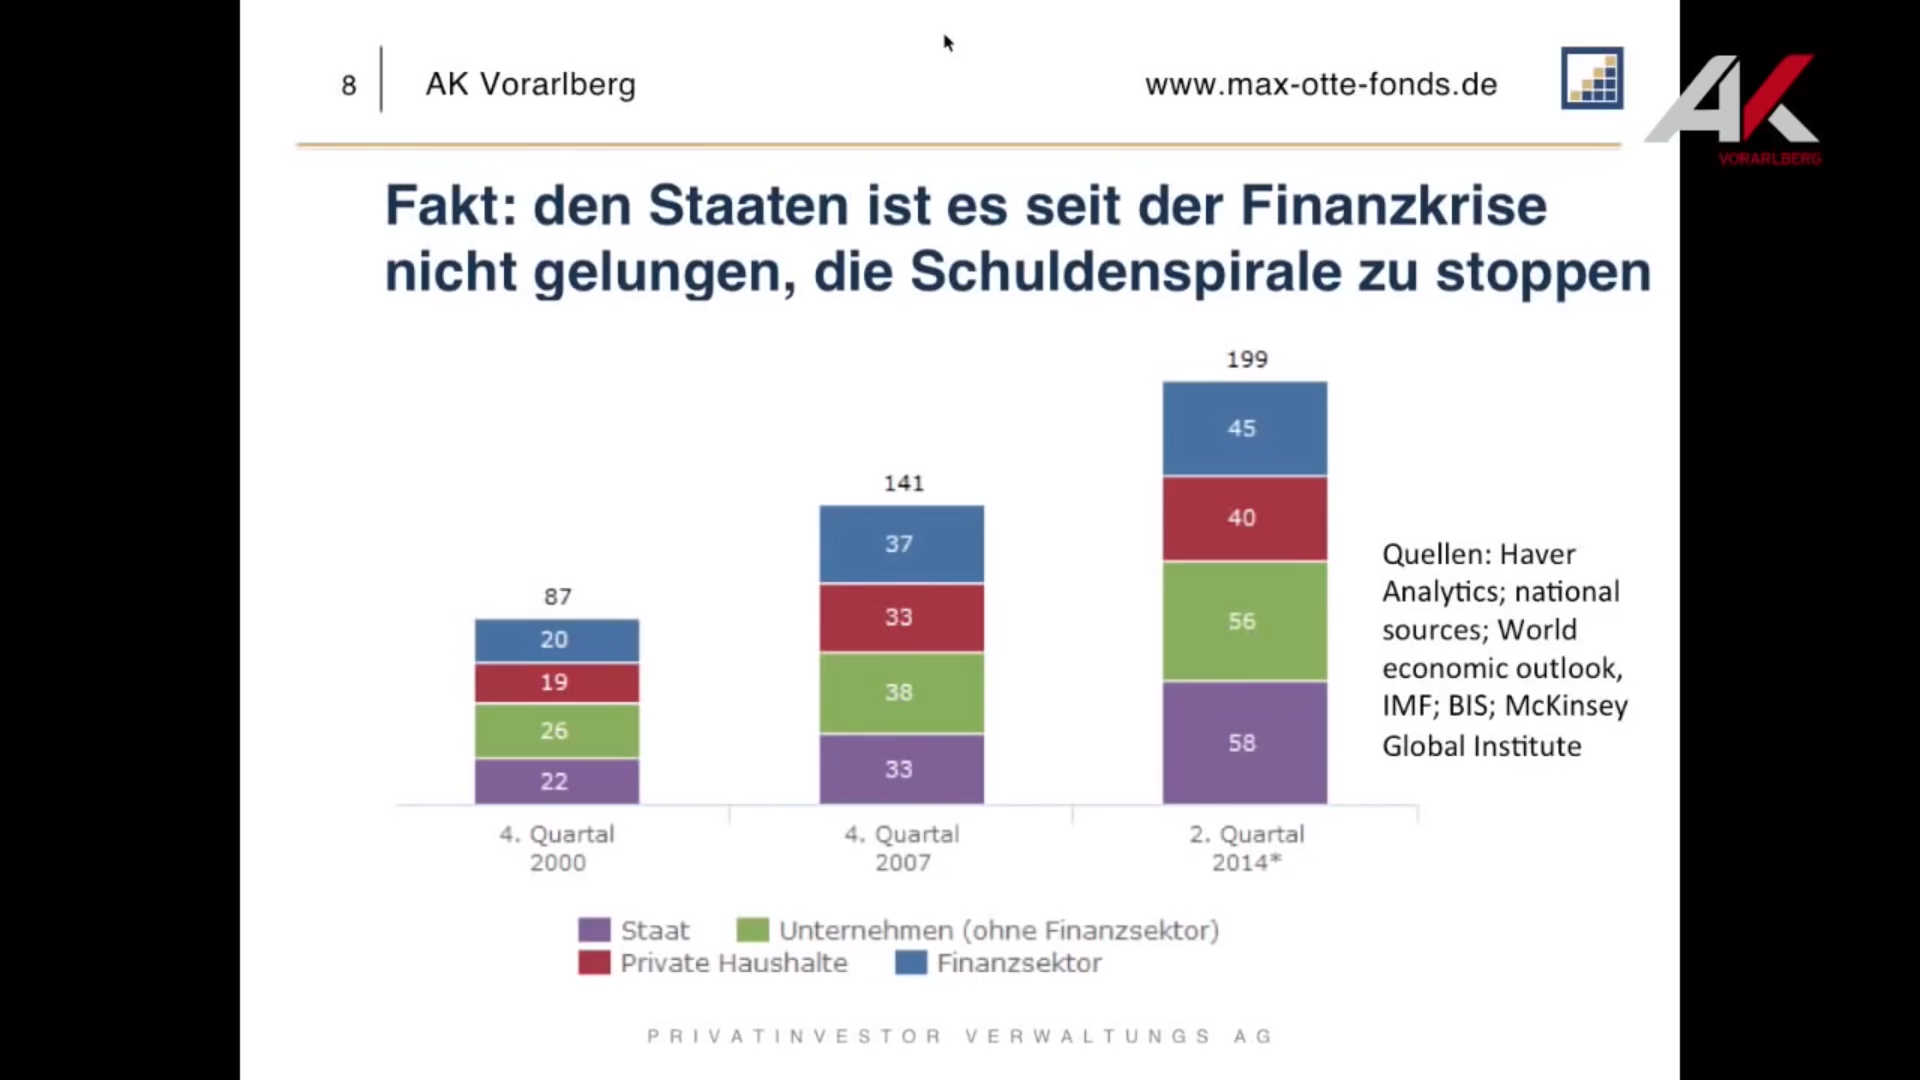 8
AK Vorarlberg
www.max-otte-fonds.de
AK
VORARLBERG
Fakt: den Staaten ist es seit der Finanzkrise
nicht gelungen, die Schuldenspirale zu stoppen
87
20
19
26
22
141
37
33
38
33
199
45
40
56
58
Quellen: Haver
Analytics; national
sources; World
economic outlook,
IMF; BIS; McKinsey
Global Institute
4. Quartal
2000
4. Quartal
2007
2. Quartal
2014*
Staat
Unternehmen (ohne Finanzsektor)
Private Haushalte
Finanzsektor
PRIVATINVESTOR VERWALTUNGS AG